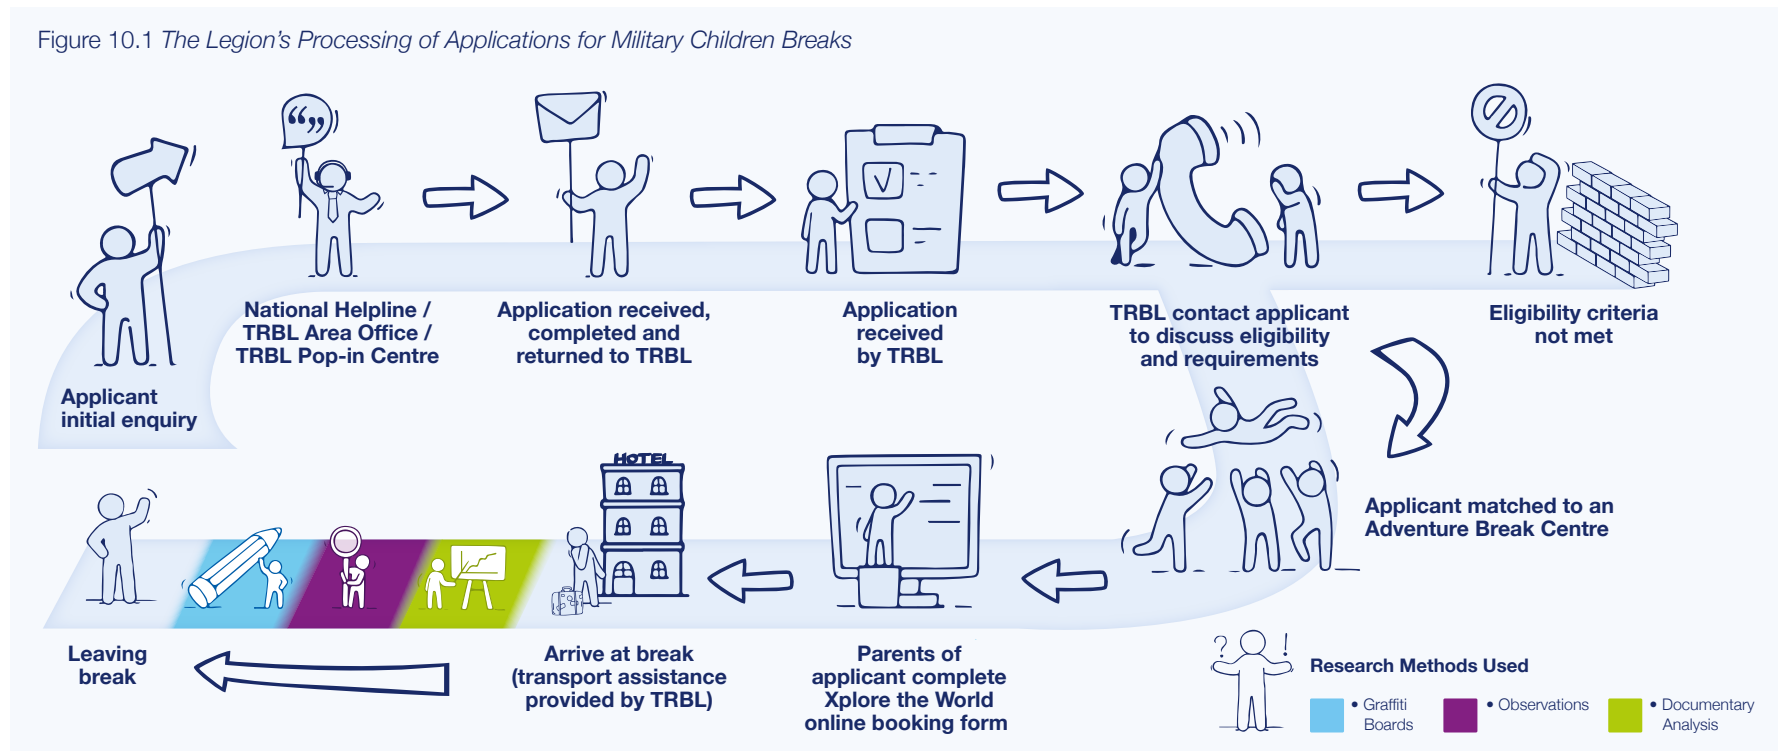 Figure 10.1 The Legion's Processing of Applications for Military Children Breaks
Applicant
initial enquiry
National Helpline /
TRBL Area Office /
TRBL Pop-in Centre
Application received,
completed and
returned to TRBL
Application
received
by TRBL
TRBL contact applicant
to discuss eligibility
and requirements
Eligibility criteria
not met
Applicant matched to an
Adventure Break Centre
Parents of
applicant complete
Xplore the World
online booking form
HOTEL
Arrive at break
(transport assistance
provided by TRBL)
Leaving
break
? !
Research Methods Used
• Graffiti
Boards
• Observations
• Documentary
Analysis